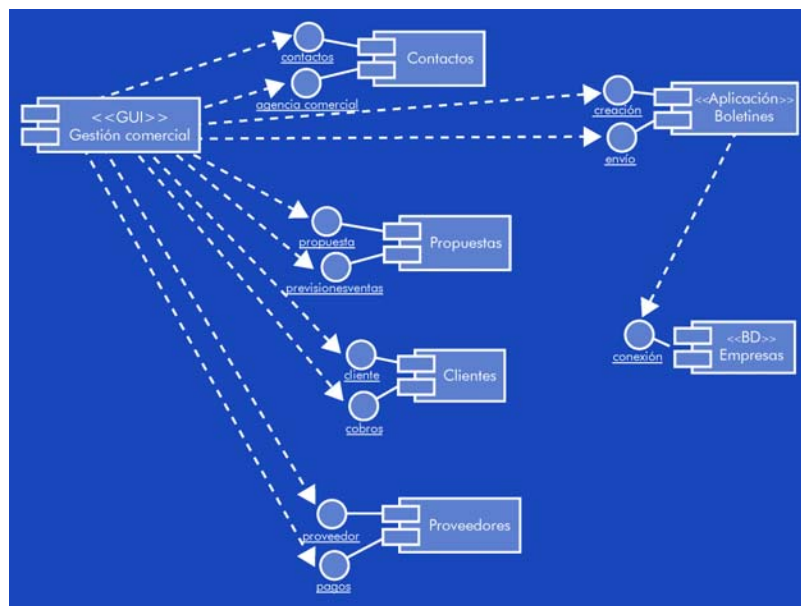 contactos
Contactos
agencia comercial
<<GUI>>
Gestión comercial
creación
<<Aplicación>>
Boletines
envío
propuesta
Propuestas
previsionesventas
conexión
<<BD>>
Empresas
cliente
Clientes
cobros
proveedor
Proveedores
pagos